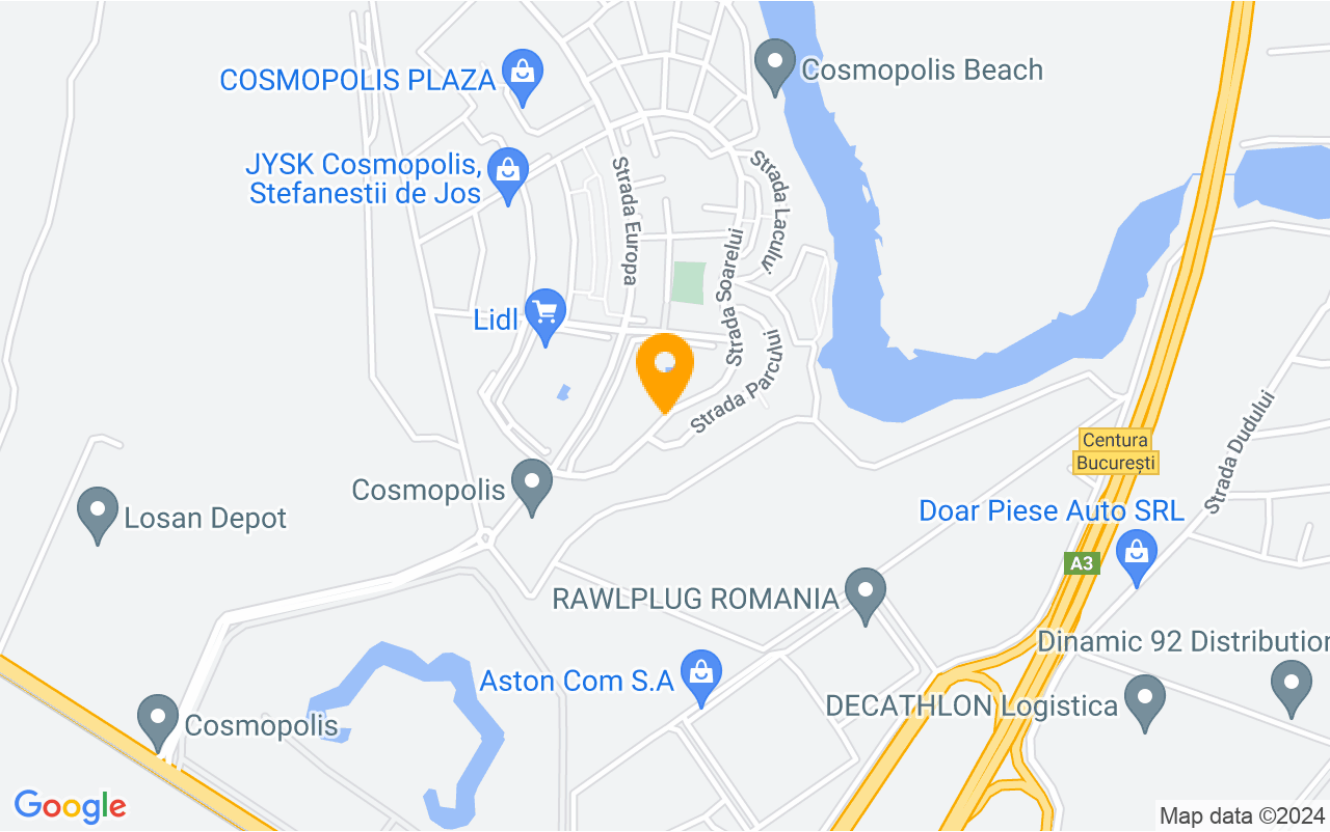 Cosmopolis Beach
COSMOPOLIS PLAZA
JYSK Cosmopolis,
Stefanestii de Jos
Strada Europa
Strada Lacului
Strada Soarelui
Lidl
Strada Parcului
Strada Dudului
Centura
București
Cosmopolis
Losan Depot
Doar Piese Auto SRL
A3
RAWLPLUG ROMANIA
Dinamic 92 Distribution
Aston Com S.A
DECATHLON Logistica
Cosmopolis
Google
Map data ©2024